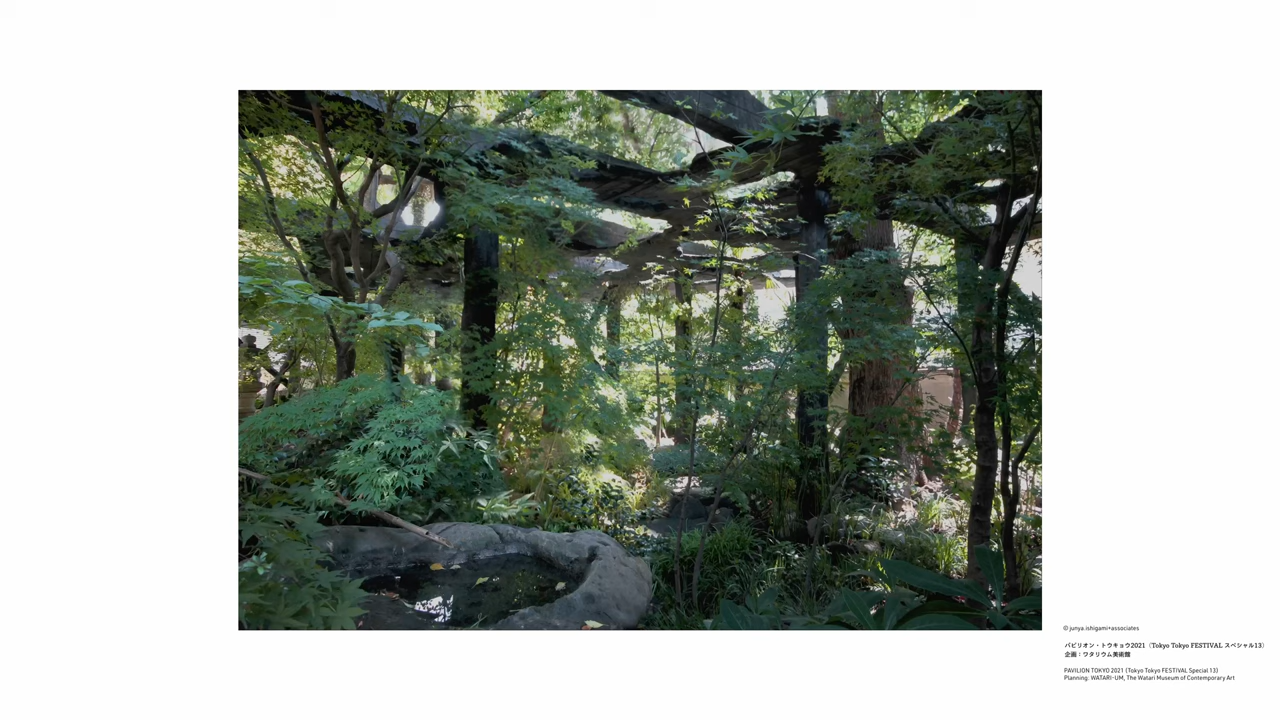 © junya.ishigami+associates
パビリオン・トウキョウ2021（Tokyo Tokyo FESTIVAL スペシャル13）
企画：ワタリウム美術館
PAVILION TOKYO 2021 (Tokyo Tokyo FESTIVAL Special 13)
Planning: WATARI-UM, The Watari Museum of Contemporary Art